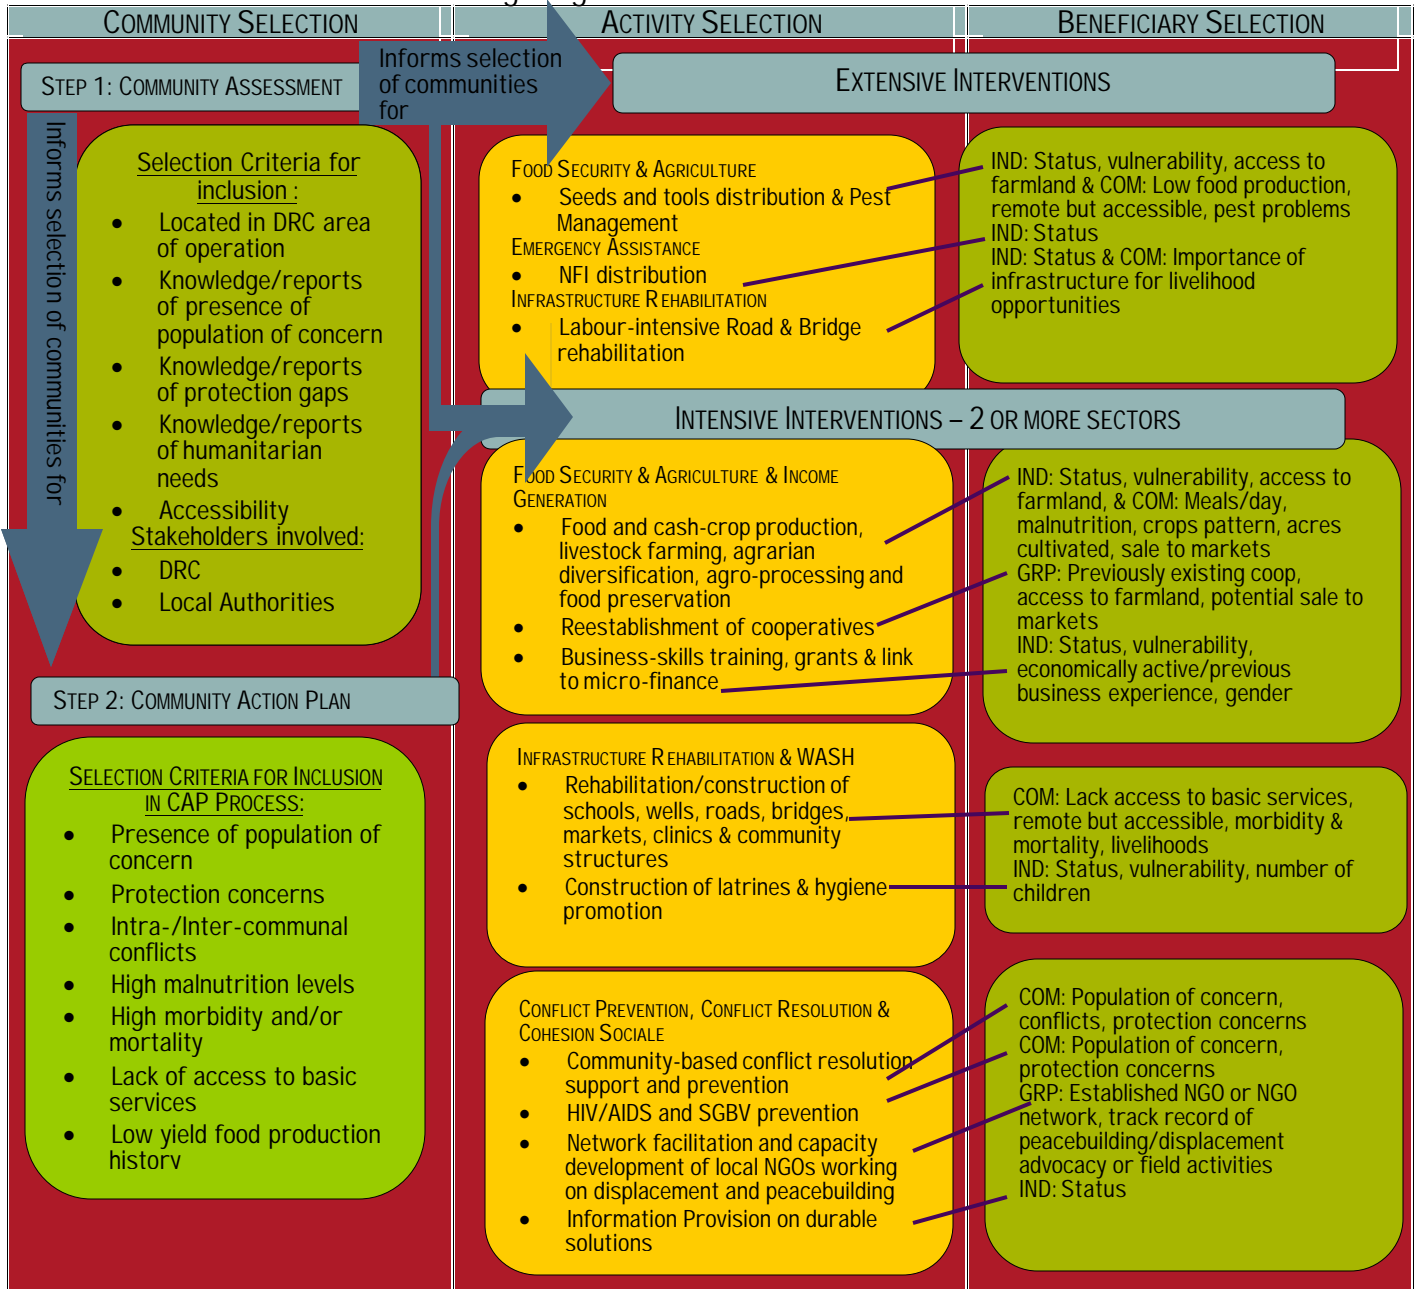 COMMUNITY SELECTION
ACTIVITY SELECTION
BENEFICIARY SELECTION
STEP 1: COMMUNITY ASSESSMENT
Informs selection
of communities
for
EXTENSIVE INTERVENTIONS
Informs selection of communities for
Selection Criteria for
inclusion :
• Located in DRC area
of operation
• Knowledge/reports
of presence of
population of concern
• Knowledge/reports
of protection gaps
• Knowledge/reports
of humanitarian
needs
• Accessibility
Stakeholders involved:
• DRC
• Local Authorities
STEP 2: COMMUNITY ACTION PLAN
SELECTION CRITERIA FOR INCLUSION
IN CAP PROCESS:
• Presence of population of
concern
• Protection concerns
• Intra-/Inter-communal
conflicts
• High malnutrition levels
• High morbidity and/or
mortality
• Lack of access to basic
services
• Low yield food production
history
FOOD SECURITY & AGRICULTURE
• Seeds and tools distribution & Pest
Management
EMERGENCY ASSISTANCE
• NFI distribution
INFRASTRUCTURE REHABILITATION
• Labour-intensive Road & Bridge
rehabilitation
IND: Status, vulnerability, access to
farmland & COM: Low food production,
remote but accessible, pest problems
IND: Status
IND: Status & COM: Importance of
infrastructure for livelihood
opportunities
INTENSIVE INTERVENTIONS – 2 OR MORE SECTORS
FOOD SECURITY & AGRICULTURE & INCOME
GENERATION
• Food and cash-crop production,
livestock farming, agrarian
diversification, agro-processing and
food preservation
• Reestablishment of cooperatives
• Business-skills training, grants & link
to micro-finance
IND: Status, vulnerability, access to
farmland, & COM: Meals/day,
malnutrition, crops pattern, acres
cultivated, sale to markets
GRP: Previously existing coop,
access to farmland, potential sale to
markets
IND: Status, vulnerability,
economically active/previous
business experience, gender
INFRASTRUCTURE REHABILITATION & WASH
• Rehabilitation/construction of
schools, wells, roads, bridges,
markets, clinics & community
structures
• Construction of latrines & hygiene
promotion
COM: Lack access to basic services,
remote but accessible, morbidity &
mortality, livelihoods
IND: Status, vulnerability, number of
children
CONFLICT PREVENTION, CONFLICT RESOLUTION &
COHESION SOCIALE
• Community-based conflict resolution
support and prevention
• HIV/AIDS and SGBV prevention
• Network facilitation and capacity
development of local NGOs working
on displacement and peacebuilding
• Information Provision on durable
solutions
COM: Population of concern,
conflicts, protection concerns
COM: Population of concern,
protection concerns
GRP: Established NGO or NGO
network, track record of
peacebuilding/displacement
advocacy or field activities
IND: Status